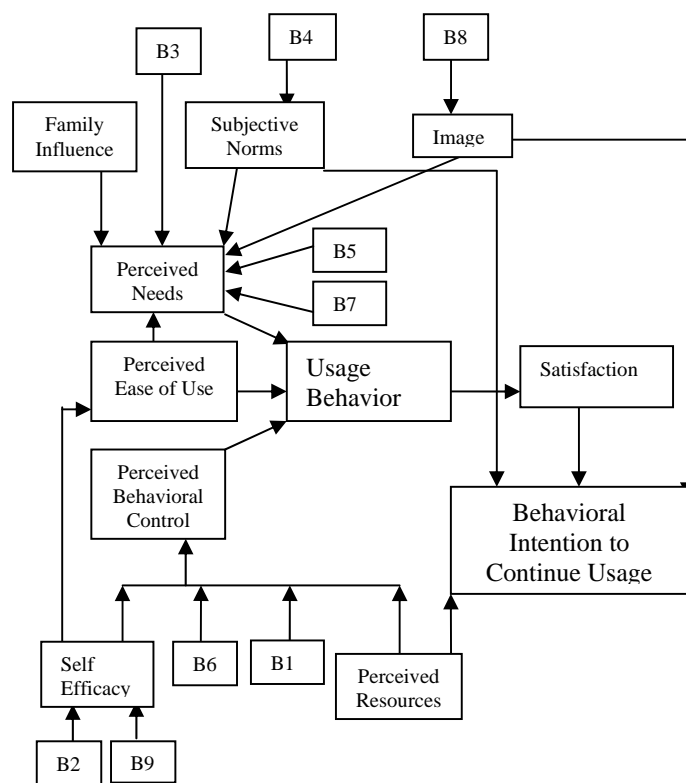 B3
B4
B8
Family
Influence
Subjective
Norms
Image
B5
Perceived
Needs
B7
Perceived
Ease of Use
Usage
Behavior
Satisfaction
Perceived
Behavioral
Control
Behavioral
Intention to
Continue Usage
Self
Efficacy
B6
B1
Perceived
Resources
B2
B9